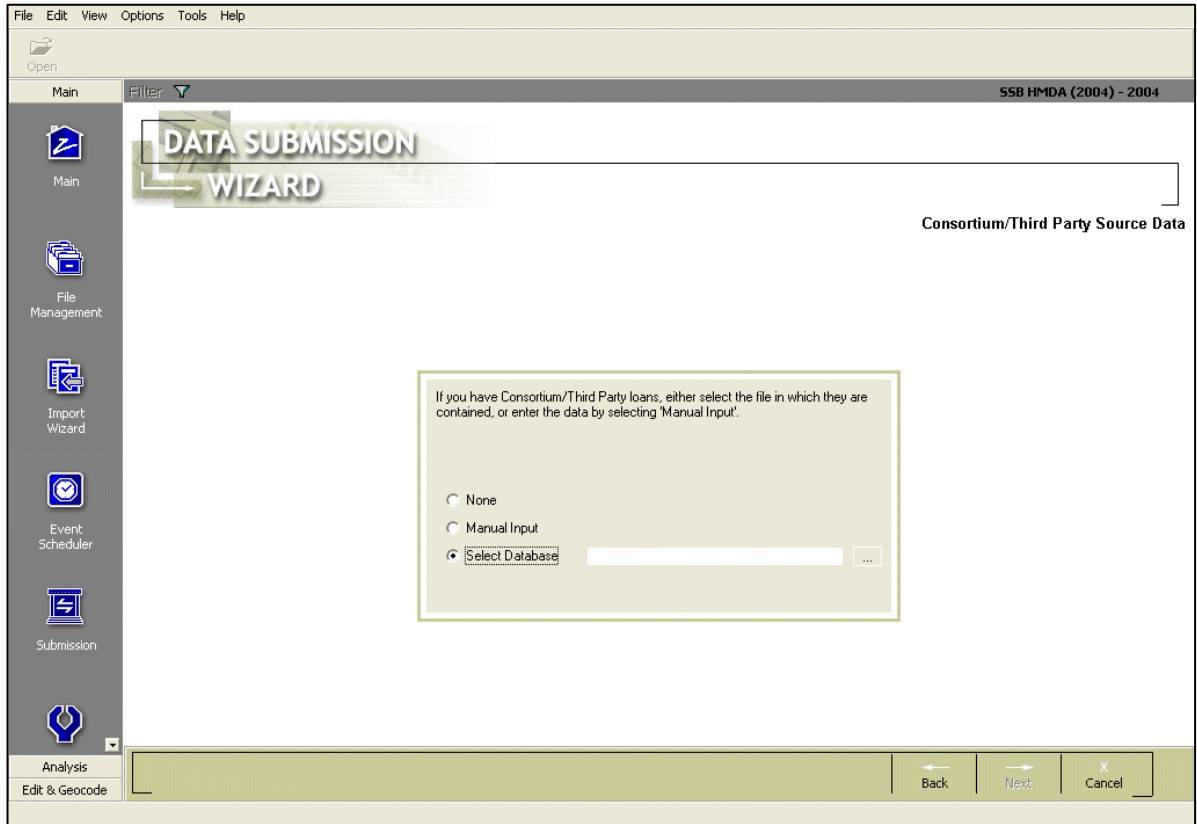 File Edit View Options Tools Help
Open
Main
Filter
SSB HMDA (2004) - 2004
DATA SUBMISSION
WIZARD
Consortium/Third Party Source Data
Main
File
Management
Import
Wizard
Event
Scheduler
Submission
If you have Consortium/Third Party loans, either select the file in which they are
contained, or enter the data by selecting 'Manual Input'.
None
Manual Input
Select Database
...
Analysis
Edit & Geocode
Back
Next
X
Cancel